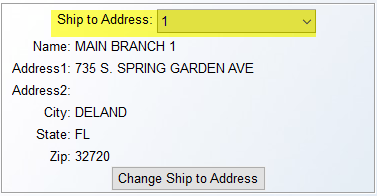 Ship to Address: 1
Name: MAIN BRANCH 1
Address1: 735 S. SPRING GARDEN AVE
Address2:
City: DELAND
State: FL
Zip: 32720
Change Ship to Address